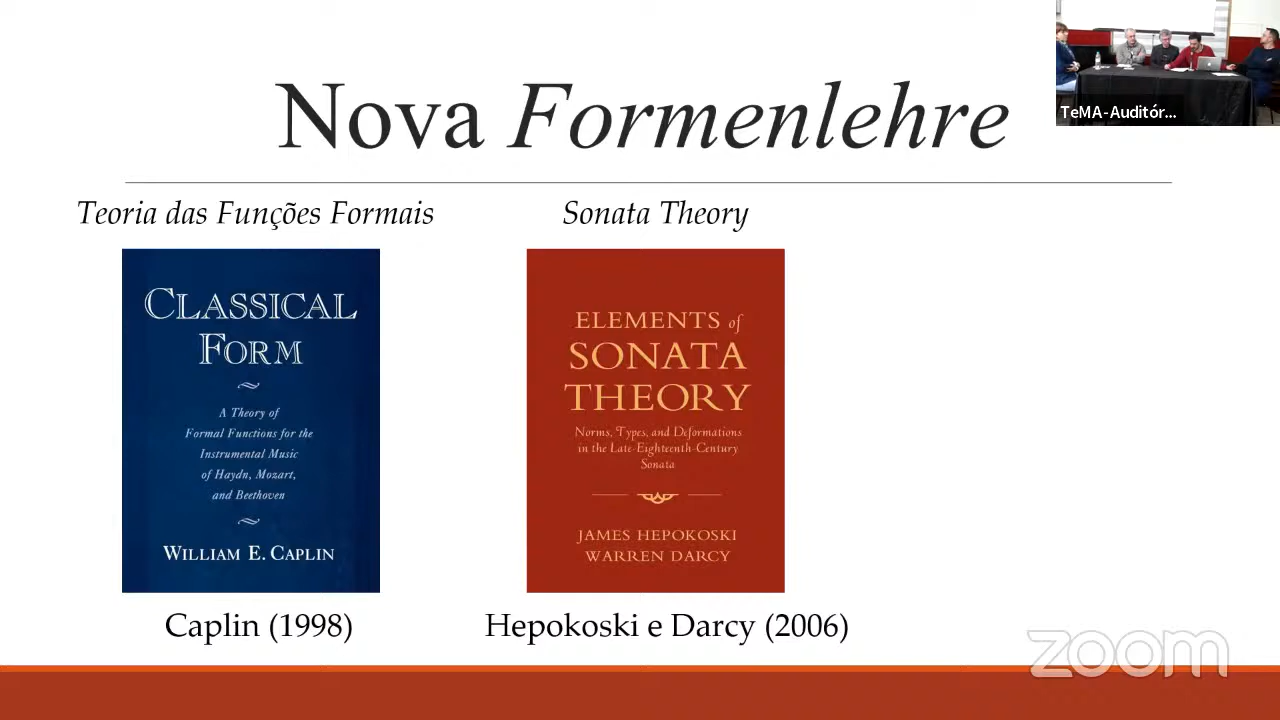 Nova Formenlehre
TeMA-Auditór...
Teoria das Funções Formais
Sonata Theory
CLASSICAL
FORM
A Theory of
Formal Functions for the
Instrumental Music
of Haydn, Mozart,
and Beethoven
WILLIAM E. CAPLIN
ELEMENTS of
SONATA
THEORY
Norms, Types, and Deformations
in the Late-Eighteenth-Century
Sonata
JAMES HEPOKOSKI
WARREN DARCY
Caplin (1998)
Hepokoski e Darcy (2006)
zoom